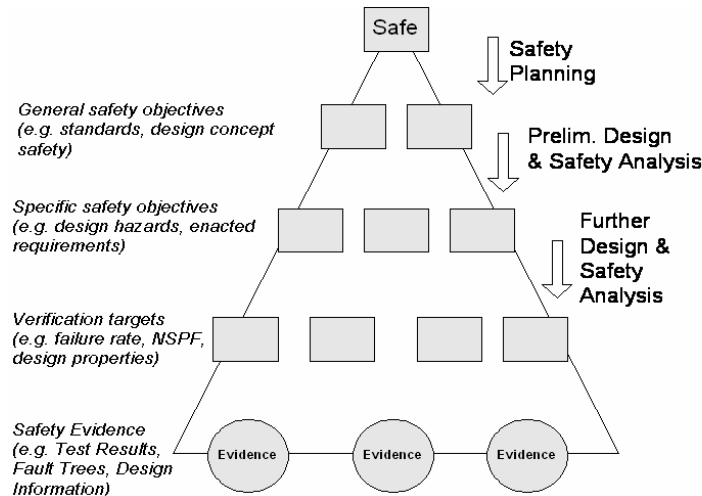 Safe
Safety
Planning
General safety objectives
(e.g. standards, design concept
safety)
Prelim. Design
& Safety Analysis
Specific safety objectives
(e.g. design hazards, enacted
requirements)
Further
Design &
Safety
Analysis
Verification targets
(e.g. failure rate, NSPF,
design properties)
Safety Evidence
(e.g. Test Results,
Fault Trees, Design
Information)
Evidence
Evidence
Evidence